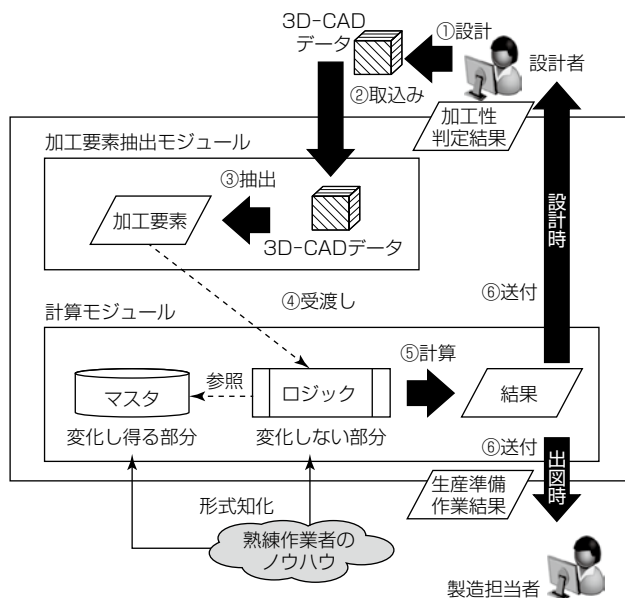 3D-CAD
データ
①設計
設計者
②取込み
加工性
判定結果
加工要素抽出モジュール
③抽出
加工要素
3D-CADデータ
設計時
④受渡し
⑥送付
計算モジュール
⑤計算
参照
マスタ
ロジック
結果
変化し得る部分
変化しない部分
⑥送付
出図時
形式知化
生産準備
作業結果
熟練作業者の
ノウハウ
製造担当者